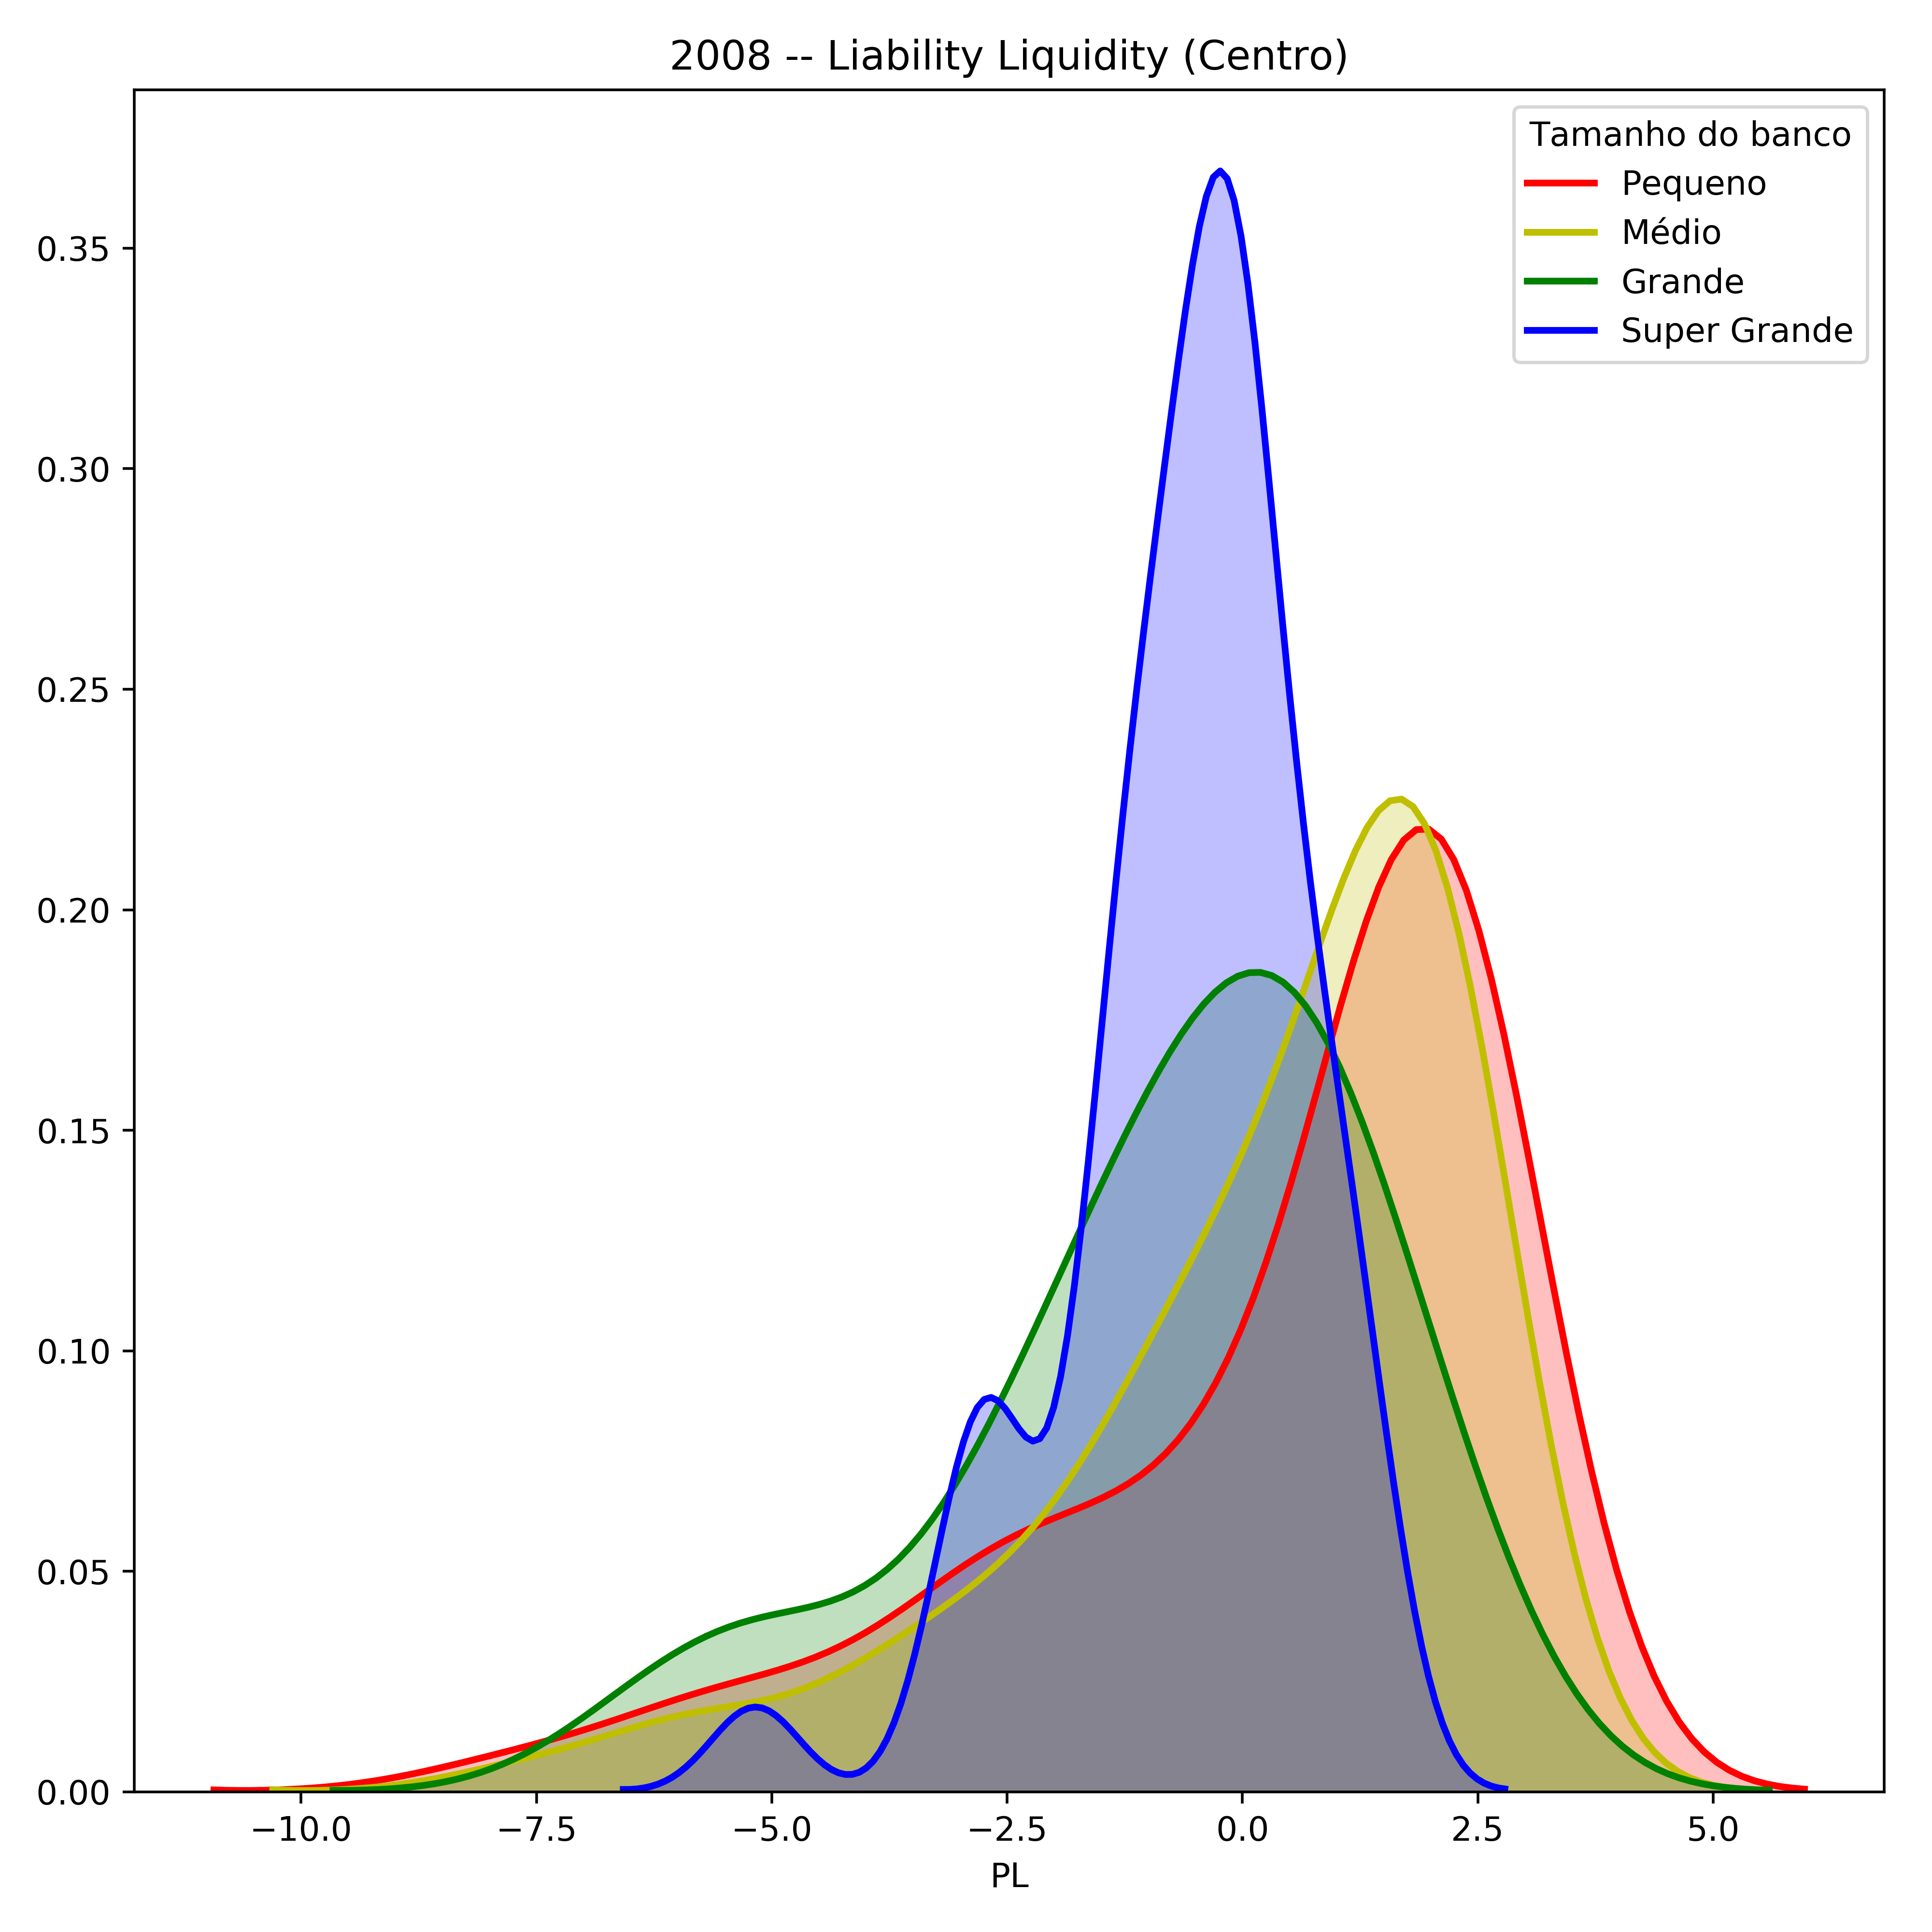 2008 -- Liability Liquidity (Centro)
Tamanho do banco
Pequeno
Médio
Grande
Super Grande
0.35
0.30
0.25
0.20
0.15
0.10
0.05
0.00
−10.0 −7.5 −5.0 −2.5 0.0 2.5 5.0
PL